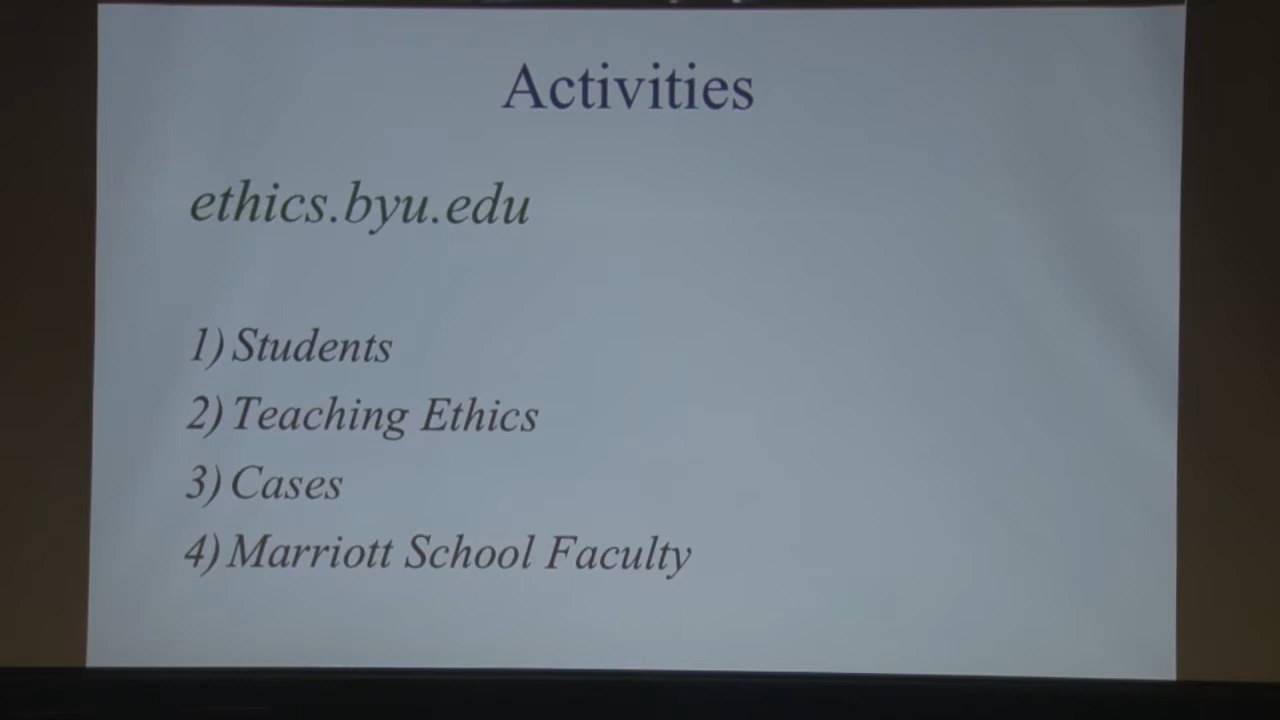 Activities
ethics.byu.edu
1) Students
2) Teaching Ethics
3) Cases
4) Marriott School Faculty